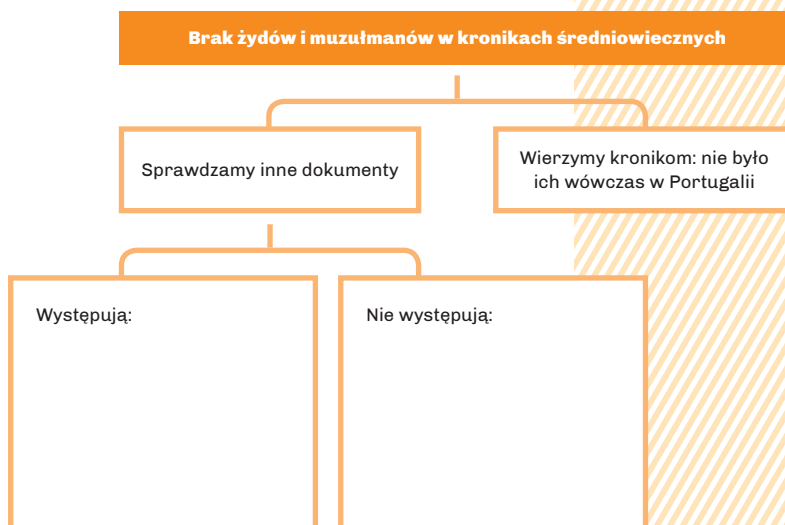 Brak żydów i muzułmanów w kronikach średniowiecznych
Sprawdzamy inne dokumenty
Wierzymy kronikom: nie było
ich wówczas w Portugalii
Występują:
Nie występują: